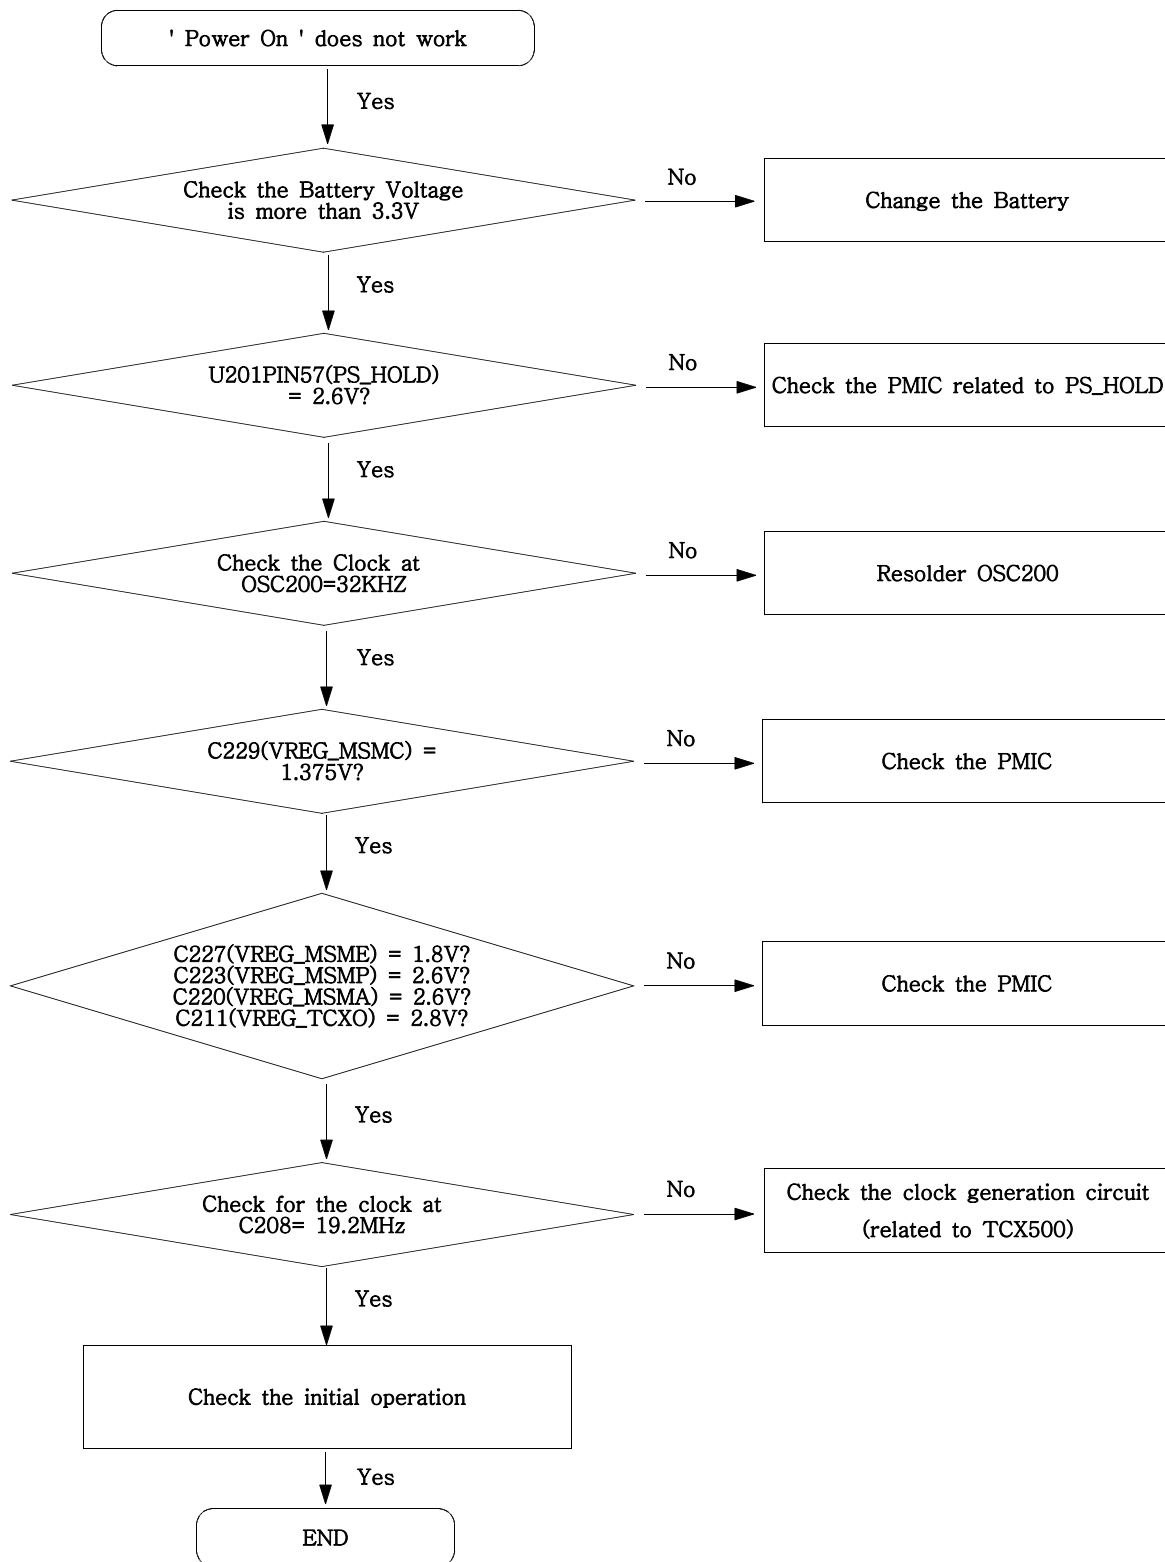 ' Power On ' does not work
Yes
Check the Battery Voltage
is more than 3.3V
No
Change the Battery
Yes
U201PIN57(PS_HOLD)
= 2.6V?
No
Check the PMIC related to PS_HOLD
Yes
Check the Clock at
OSC200=32KHZ
No
Resolder OSC200
Yes
C229(VREG_MSMC) =
1.375V?
No
Check the PMIC
Yes
C227(VREG_MSME) = 1.8V?
C223(VREG_MSMP) = 2.6V?
C220(VREG_MSMA) = 2.6V?
C211(VREG_TCXO) = 2.8V?
No
Check the PMIC
Yes
Check for the clock at
C208= 19.2MHz
No
Check the clock generation circuit
(related to TCX500)
Yes
Check the initial operation
Yes
END